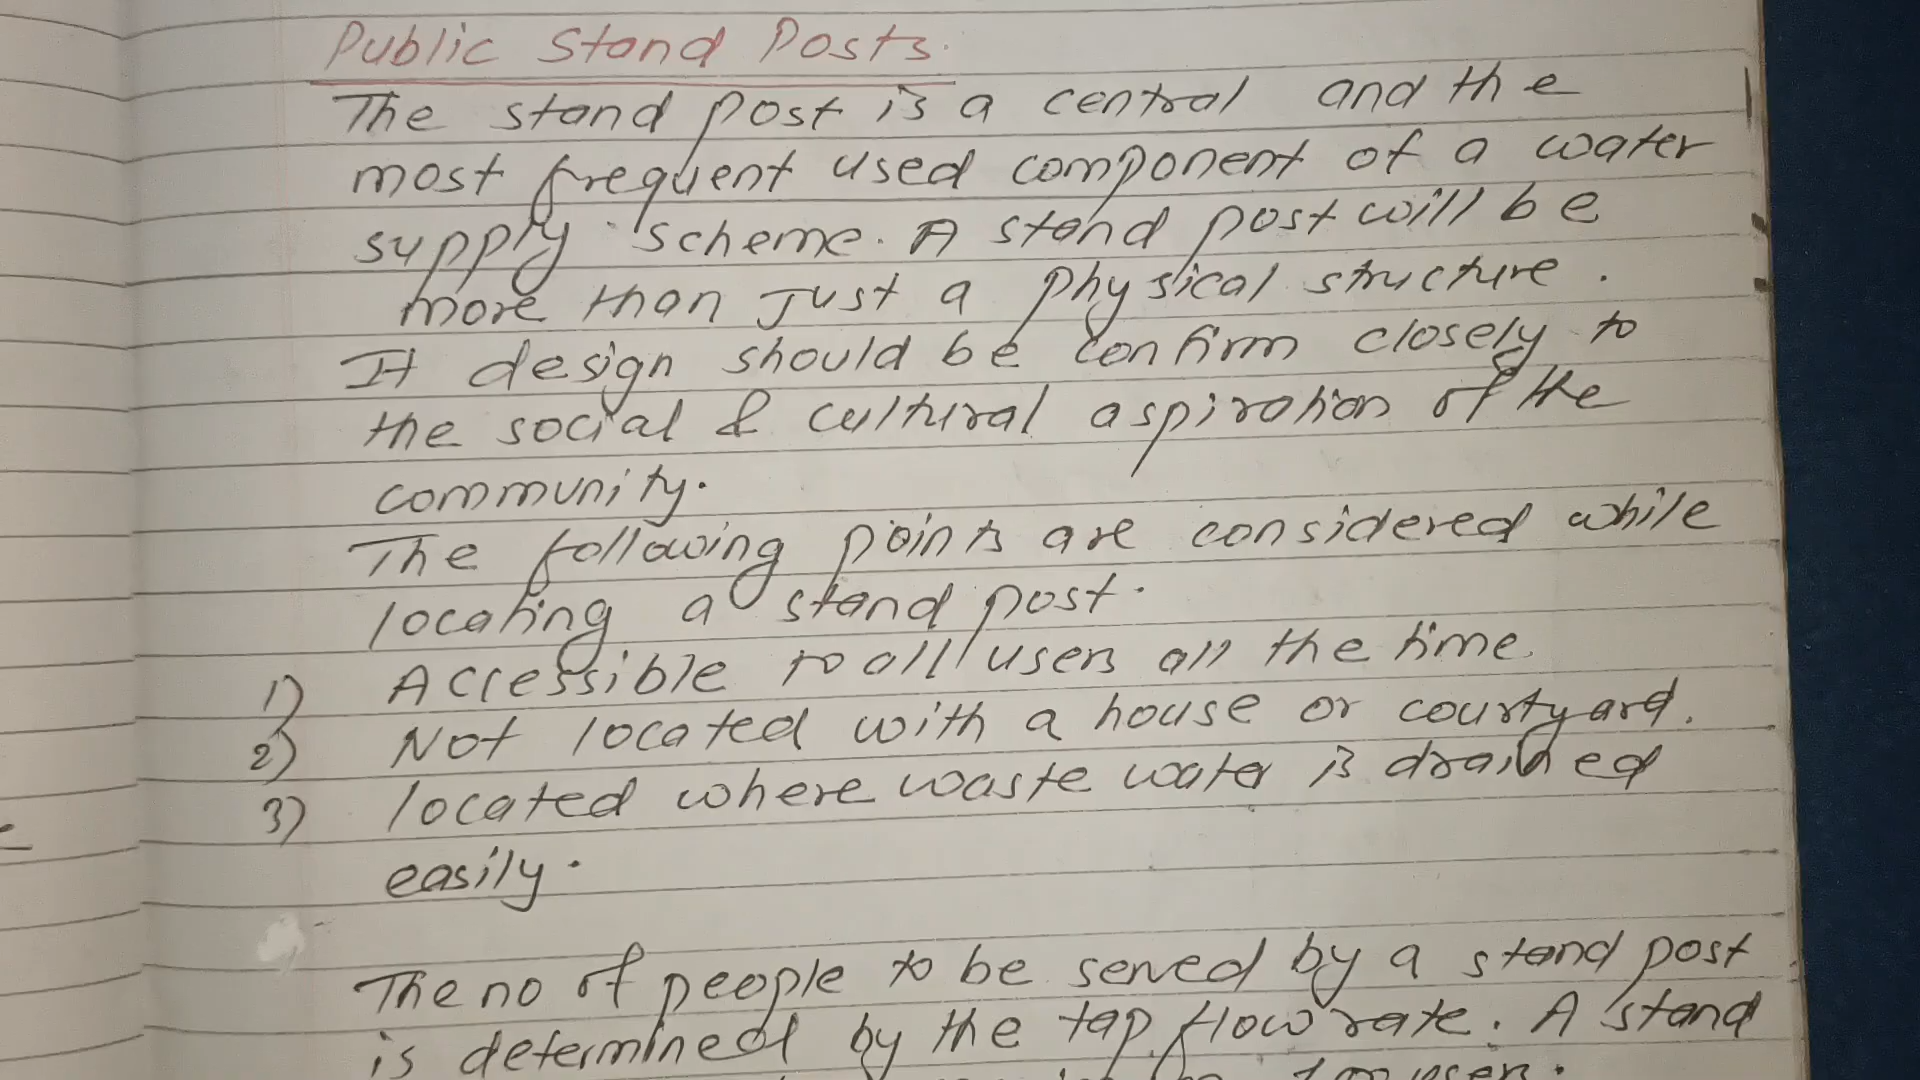 Public Stand Posts.
The stand post is a central and the
most frequent used component of a water
supply scheme. A stand post will be
more than Just a physical structure.
It design should be confirm closely to
the social & cultural aspiration of the
community.
The following points are considered while
locating a stand post.
1) Accessible to all users all the time.
2) Not located with a house or courtyard.
3) located where waste water is drained
easily.
The no of people to be served by a stand post
is determined by the tap flow rate. A stand